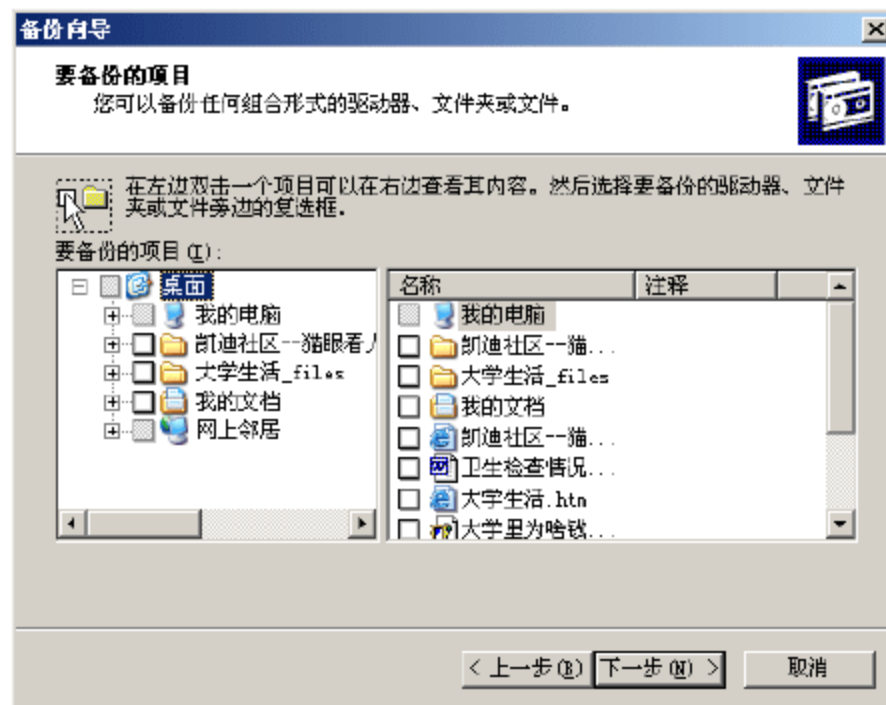 备份向导
要备份的项目
您可以备份任何组合形式的驱动器、文件夹或文件。
在左边双击一个项目可以在右边查看其内容。然后选择要备份的驱动器、文件
夹或文件旁边的复选框.
要备份的项目(I):
桌面
我的电脑
凯迪社区--猫眼看人
大学生活_files
我的文档
网上邻居
名称 注释
我的电脑
凯迪社区--猫...
大学生活_files
我的文档
凯迪社区--猫...
卫生检查情况...
大学生活.htm
大学里为啥钱...
< 上一步(B) 下一步(N) > 取消